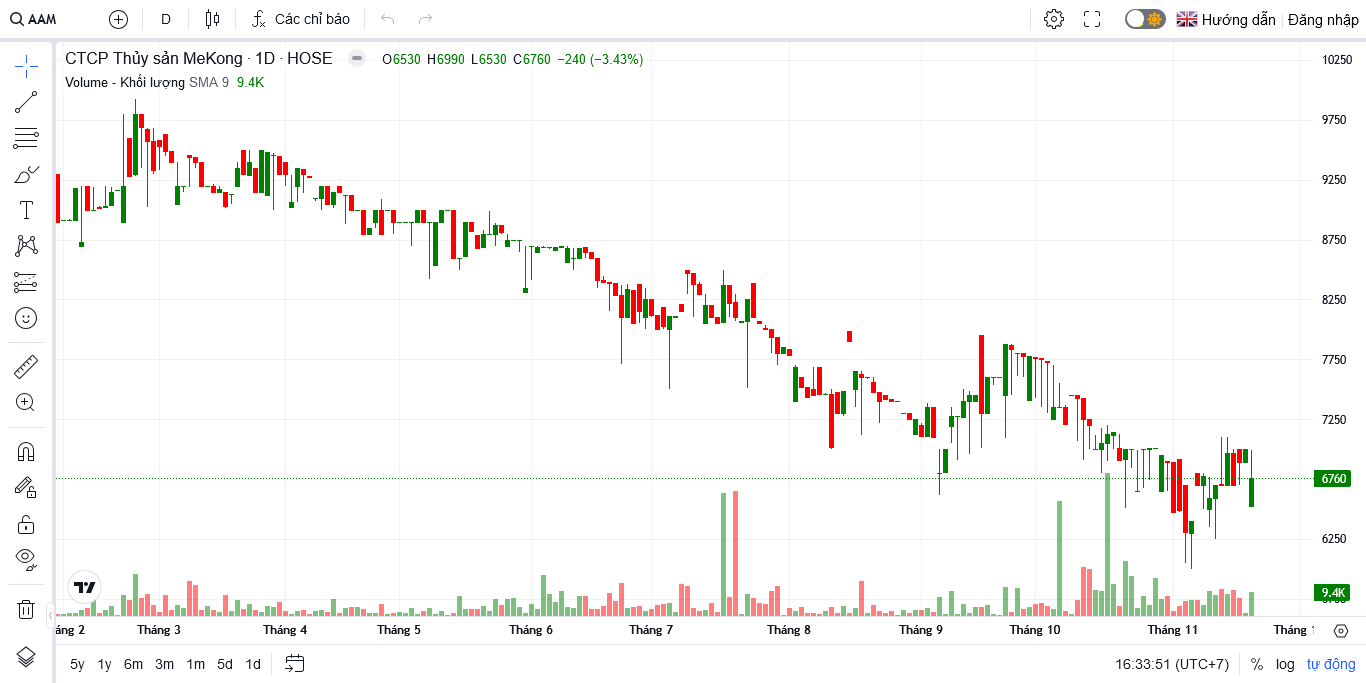 AAM D Các chỉ báo Hướng dẫn Đăng nhập
CTCP Thủy sản MeKong · 1D · HOSE O6530 H6990 L6530 C6760 −240 (−3.43%)
Volume - Khối lượng SMA 9 9.4K
10250
9750
9250
8750
8250
7750
7250
6760
6250
9.4K
Tháng 3 Tháng 4 Tháng 5 Tháng 6 Tháng 7 Tháng 8 Tháng 9 Tháng 10 Tháng 11
5y 1y 6m 3m 1m 5d 1d 16:33:51 (UTC+7) % log tự động